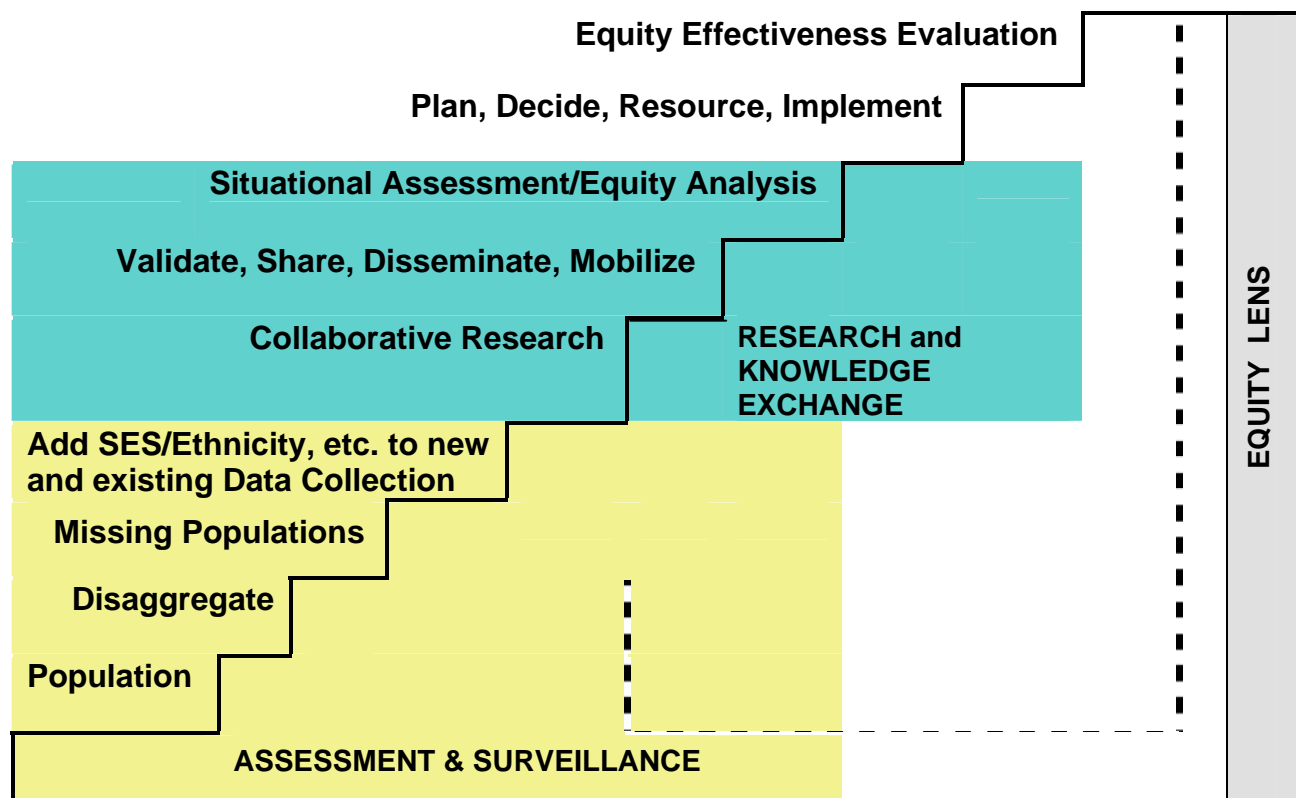 Equity Effectiveness Evaluation
Plan, Decide, Resource, Implement
Situational Assessment/Equity Analysis
Validate, Share, Disseminate, Mobilize
Collaborative Research
RESEARCH and
KNOWLEDGE
EXCHANGE
Add SES/Ethnicity, etc. to new
and existing Data Collection
Missing Populations
Disaggregate
Population
ASSESSMENT & SURVEILLANCE
EQUITY LENS